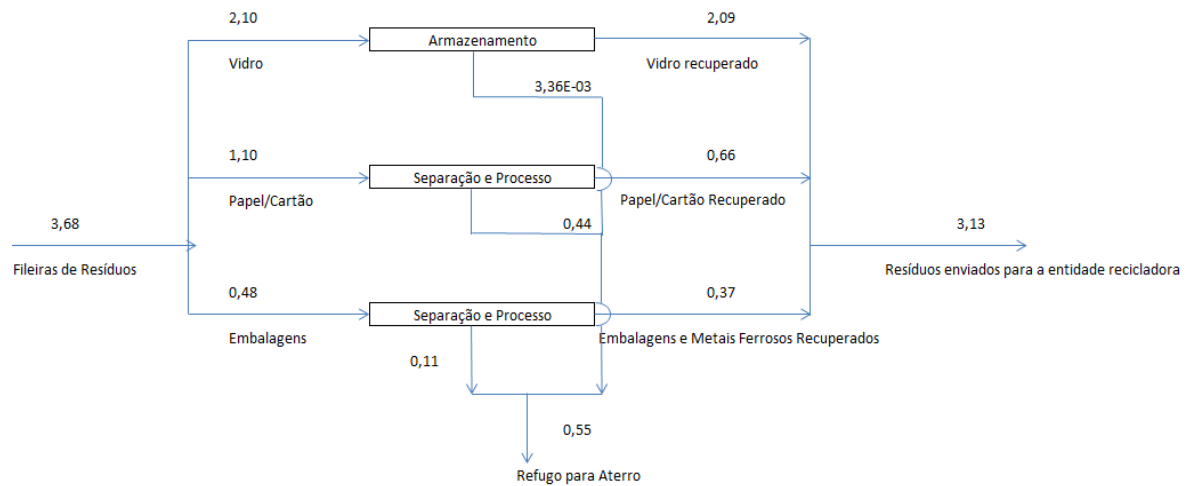 2,10
Armazenamento
2,09
Vidro
Vidro recuperado
3,36E-03
1,10
Separação e Processo
0,66
Papel/Cartão
Papel/Cartão Recuperado
3,68
0,44
3,13
Fileiras de Resíduos
Resíduos enviados para a entidade recicladora
0,48
Separação e Processo
0,37
Embalagens
Embalagens e Metais Ferrosos Recuperados
0,11
0,55
Refugo para Aterro